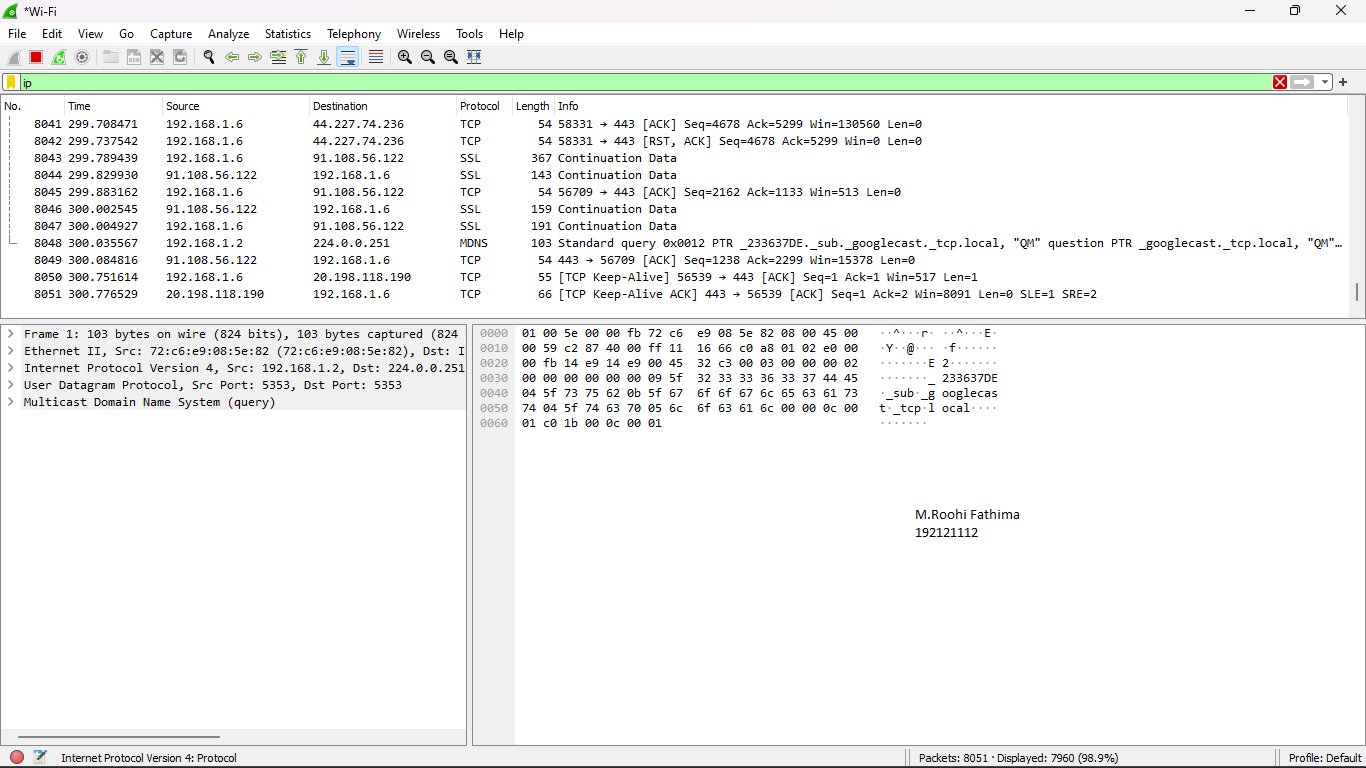 *Wi-Fi
File Edit View Go Capture Analyze Statistics Telephony Wireless Tools Help
ip
No. Time Source Destination Protocol Length Info
8041 299.708471 192.168.1.6 44.227.74.236 TCP 54 58331 → 443 [ACK] Seq=4678 Ack=5299 Win=130560 Len=0
8042 299.737542 192.168.1.6 44.227.74.236 TCP 54 58331 → 443 [RST, ACK] Seq=4678 Ack=5299 Win=0 Len=0
8043 299.789439 192.168.1.6 91.108.56.122 SSL 367 Continuation Data
8044 299.829930 91.108.56.122 192.168.1.6 SSL 143 Continuation Data
8045 299.883162 192.168.1.6 91.108.56.122 TCP 54 56709 → 443 [ACK] Seq=2162 Ack=1133 Win=513 Len=0
8046 300.002545 91.108.56.122 192.168.1.6 SSL 159 Continuation Data
8047 300.004927 192.168.1.6 91.108.56.122 SSL 191 Continuation Data
8048 300.035567 192.168.1.2 224.0.0.251 MDNS 103 Standard query 0x0012 PTR _233637DE._sub._googlecast._tcp.local, "QM" question PTR _googlecast._tcp.local, "QM"…
8049 300.084816 91.108.56.122 192.168.1.6 TCP 54 443 → 56709 [ACK] Seq=1238 Ack=2299 Win=15378 Len=0
8050 300.751614 192.168.1.6 20.198.118.190 TCP 55 [TCP Keep-Alive] 56539 → 443 [ACK] Seq=1 Ack=1 Win=517 Len=1
8051 300.776529 20.198.118.190 192.168.1.6 TCP 66 [TCP Keep-Alive ACK] 443 → 56539 [ACK] Seq=1 Ack=2 Win=8091 Len=0 SLE=1 SRE=2
Frame 1: 103 bytes on wire (824 bits), 103 bytes captured (824
Ethernet II, Src: 72:c6:e9:08:5e:82 (72:c6:e9:08:5e:82), Dst: I
Internet Protocol Version 4, Src: 192.168.1.2, Dst: 224.0.0.251
User Datagram Protocol, Src Port: 5353, Dst Port: 5353
Multicast Domain Name System (query)
0000 01 00 5e 00 00 fb 72 c6 e9 08 5e 82 08 00 45 00 ··^···r· ··^···E·
0010 00 59 c2 87 40 00 ff 11 16 66 c0 a8 01 02 e0 00 ·Y··@··· ·f······
0020 00 fb 14 e9 14 e9 00 45 32 c3 00 03 00 00 00 02 ·······E 2·······
0030 00 00 00 00 00 00 09 5f 32 33 33 36 33 37 44 45 ·······_ 233637DE
0040 04 5f 73 75 62 0b 5f 67 6f 6f 67 6c 65 63 61 73 ·_sub·_g ooglecas
0050 74 04 5f 74 63 70 05 6c 6f 63 61 6c 00 00 0c 00 t·_tcp·l ocal····
0060 01 c0 1b 00 0c 00 01 ·······
M.Roohi Fathima
192121112
Internet Protocol Version 4: Protocol
Packets: 8051 · Displayed: 7960 (98.9%)
Profile: Default